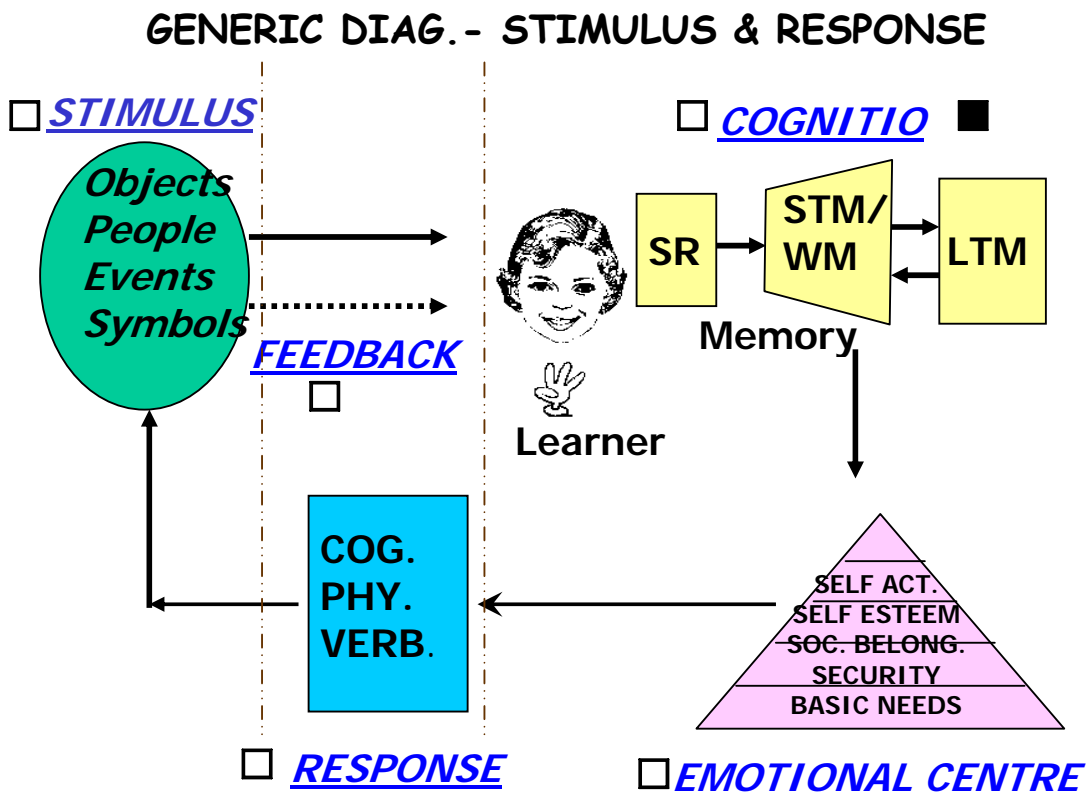 GENERIC DIAG.- STIMULUS & RESPONSE
STIMULUS
COGNITIO
Objects
People
Events
Symbols
FEEDBACK
SR
STM/
WM
LTM
Memory
Learner
COG.
PHY.
VERB.
SELF ACT.
SELF ESTEEM
SOC. BELONG.
SECURITY
BASIC NEEDS
RESPONSE
EMOTIONAL CENTRE